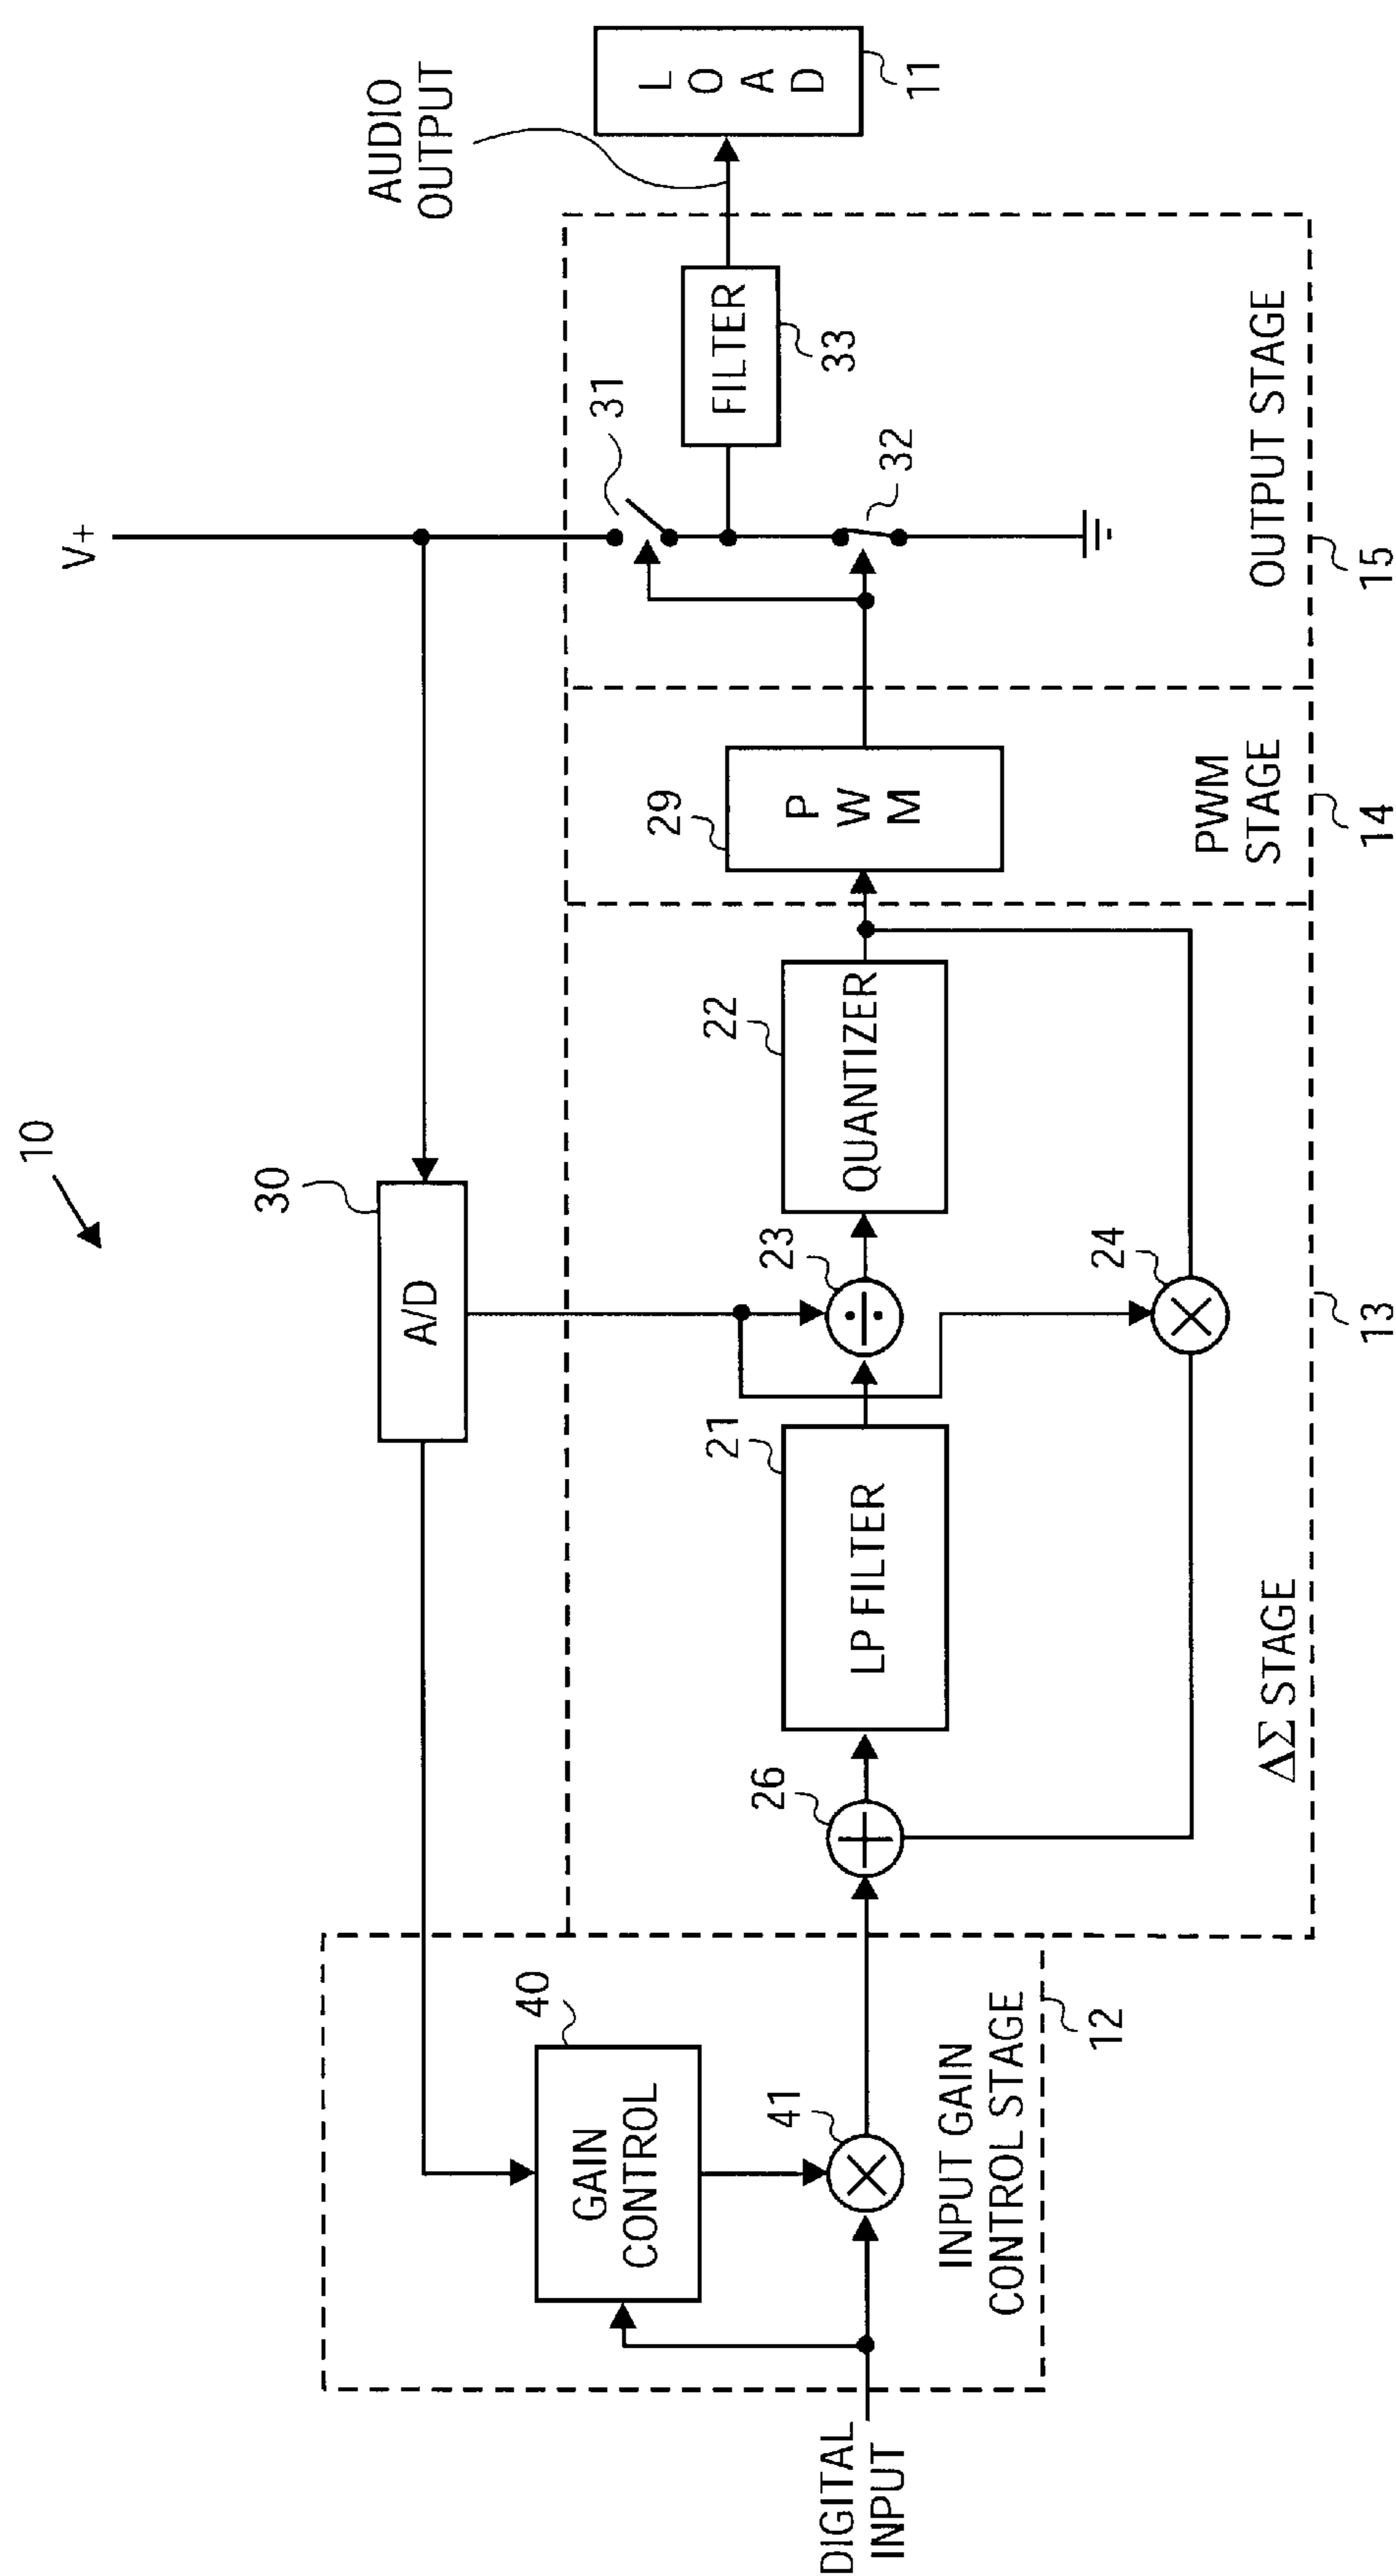 10
V+
AUDIO
OUTPUT
30
A/D
40
GAIN
CONTROL
41
INPUT GAIN
CONTROL STAGE
12
DIGITAL
INPUT
26
21
LP FILTER
23
22
QUANTIZER
24
ΔΣ STAGE
13
29
P
W
M
PWM
STAGE
14
31
32
FILTER
33
OUTPUT STAGE
15
L
O
A
D
11